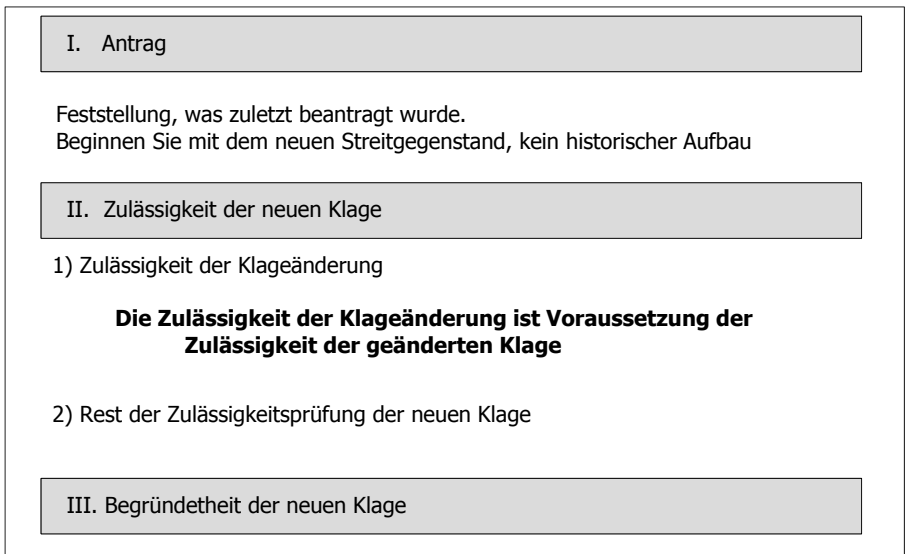 I. Antrag
Feststellung, was zuletzt beantragt wurde.
Beginnen Sie mit dem neuen Streitgegenstand, kein historischer Aufbau
II. Zulässigkeit der neuen Klage
1) Zulässigkeit der Klageänderung
Die Zulässigkeit der Klageänderung ist Voraussetzung der
Zulässigkeit der geänderten Klage
2) Rest der Zulässigkeitsprüfung der neuen Klage
III. Begründetheit der neuen Klage